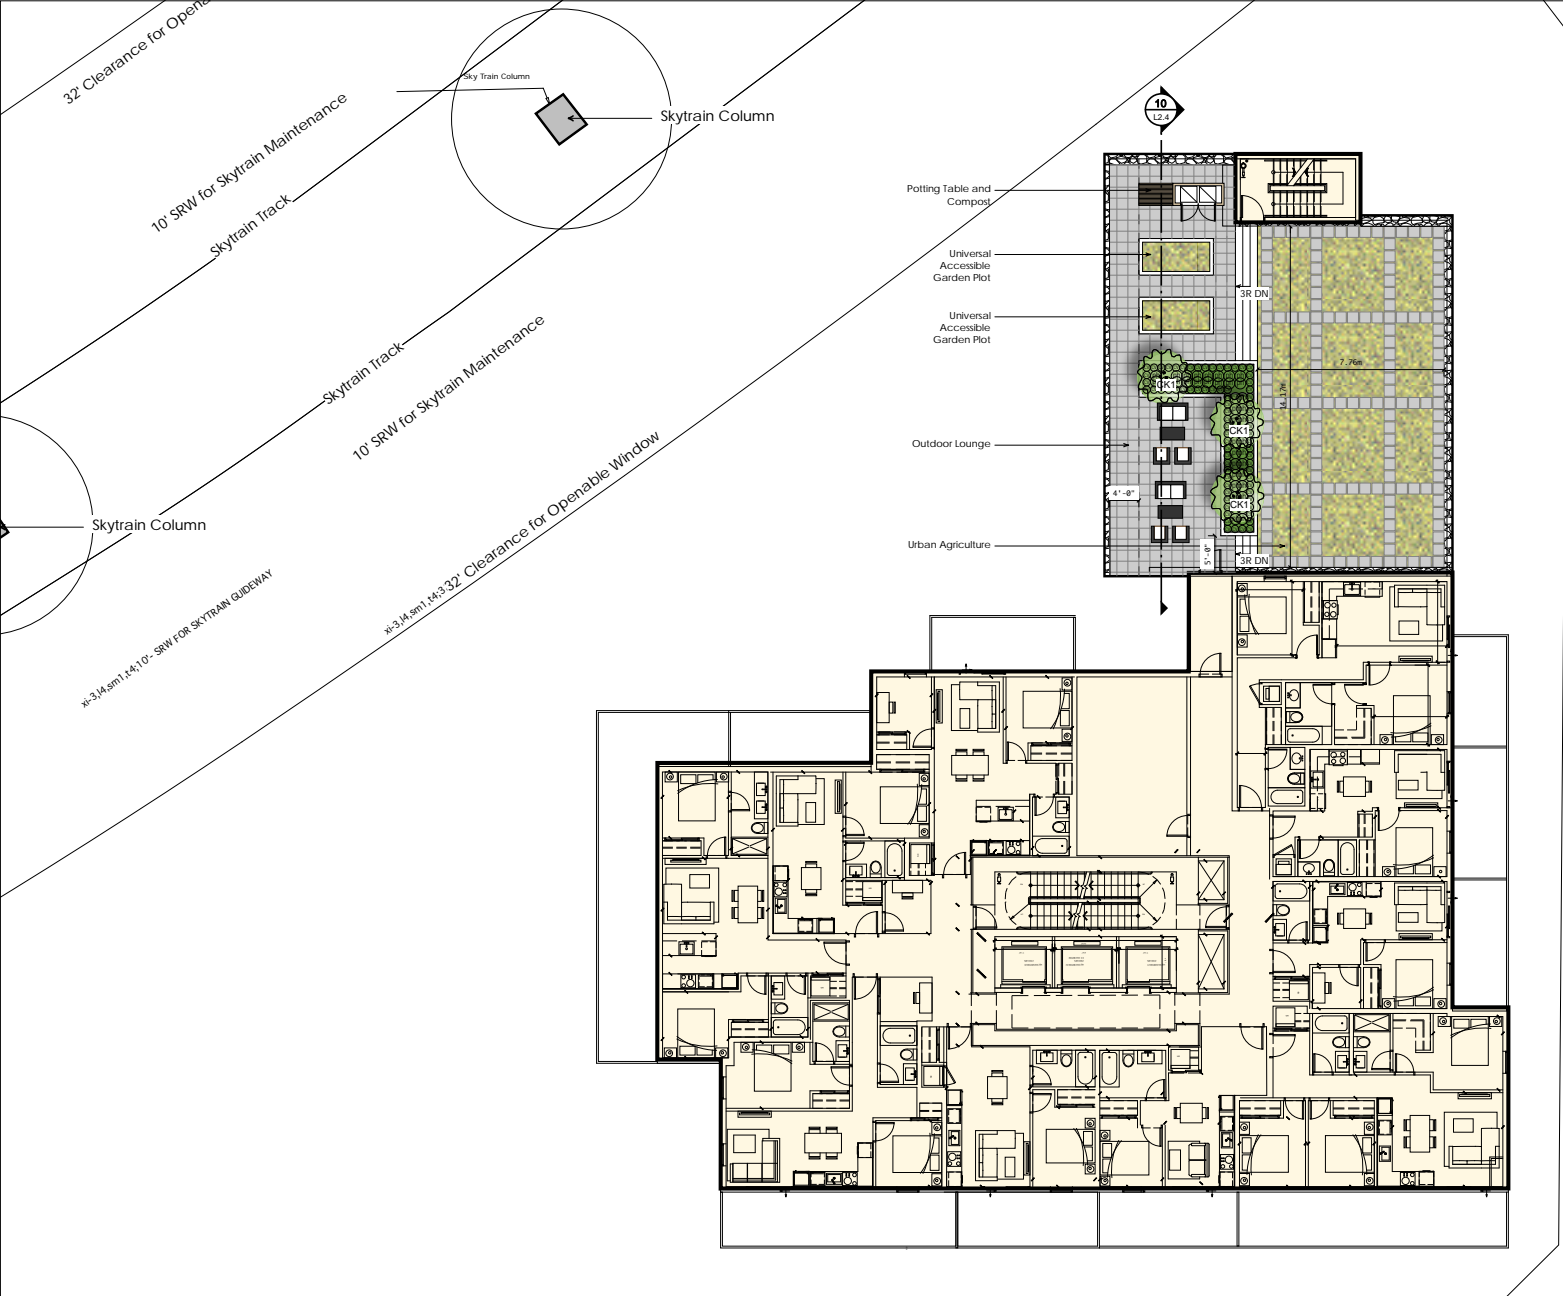 32' Clearance for Opena
10' SRW for Skytrain Maintenance
Skytrain Track
Sky Train Column
Skytrain Column
10
L2.4
Potting Table and
Compost
Universal
Accessible
Garden Plot
Universal
Accessible
Garden Plot
3R DN
7.76m
14.17m
CK1
CK1
CK1
Outdoor Lounge
4'-0"
Urban Agriculture
5'-0"
3R DN
Skytrain Track
10' SRW for Skytrain Maintenance
Skytrain Column
xi-3,l4,sm1,t4;3.32' Clearance for Openable Window
xi-3,l4,sm1,t4;10'- SRW FOR SKYTRAIN GUIDEWAY